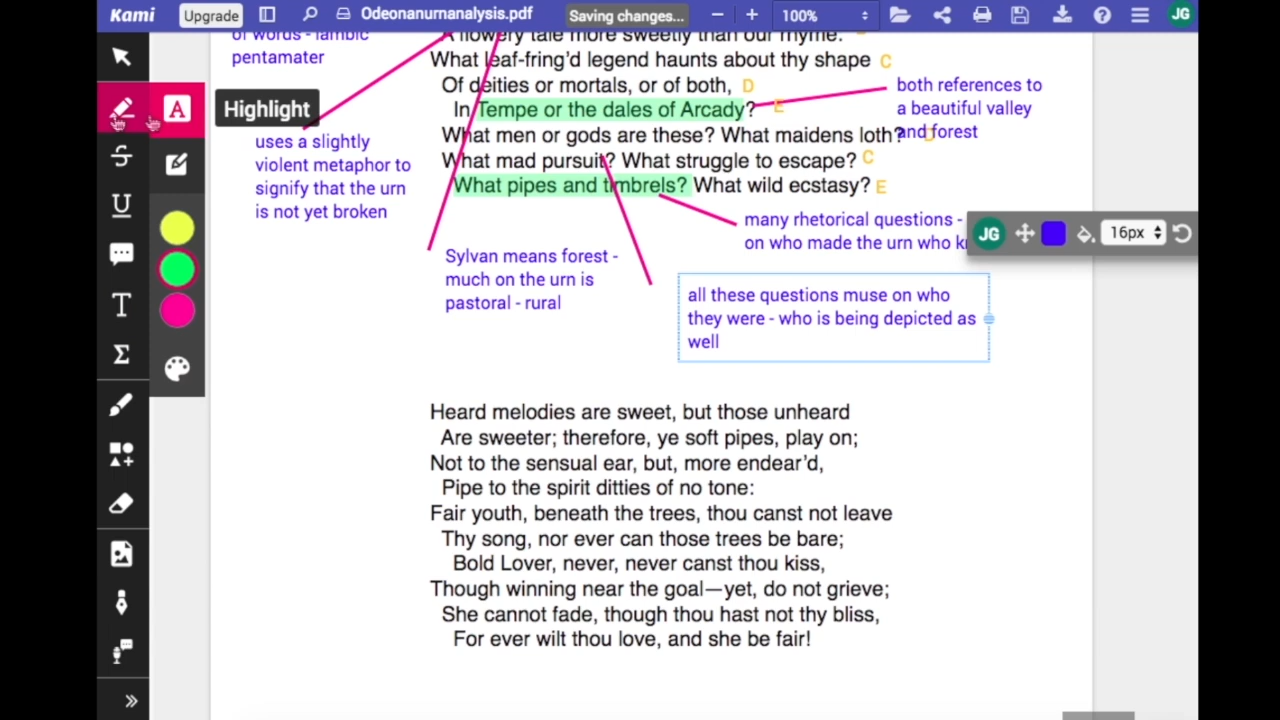 Kami Upgrade Odeonanurnanalysis.pdf Saving changes... 100% JG
of words - iambic
pentamater
A flowery tale more sweetly than our rhyme:
What leaf-fring'd legend haunts about thy shape C
Of deities or mortals, or of both, D
In Tempe or the dales of Arcady? E
both references to
a beautiful valley
and forest
Highlight
What men or gods are these? What maidens loth? D
What mad pursuit? What struggle to escape? C
What pipes and timbrels? What wild ecstasy? E
uses a slightly
violent metaphor to
signify that the urn
is not yet broken
many rhetorical questions -
on who made the urn who
JG 16px
Sylvan means forest -
much on the urn is
pastoral - rural
all these questions muse on who
they were - who is being depicted as
well
Heard melodies are sweet, but those unheard
Are sweeter; therefore, ye soft pipes, play on;
Not to the sensual ear, but, more endear'd,
Pipe to the spirit ditties of no tone:
Fair youth, beneath the trees, thou canst not leave
Thy song, nor ever can those trees be bare;
Bold Lover, never, never canst thou kiss,
Though winning near the goal—yet, do not grieve;
She cannot fade, though thou hast not thy bliss,
For ever wilt thou love, and she be fair!